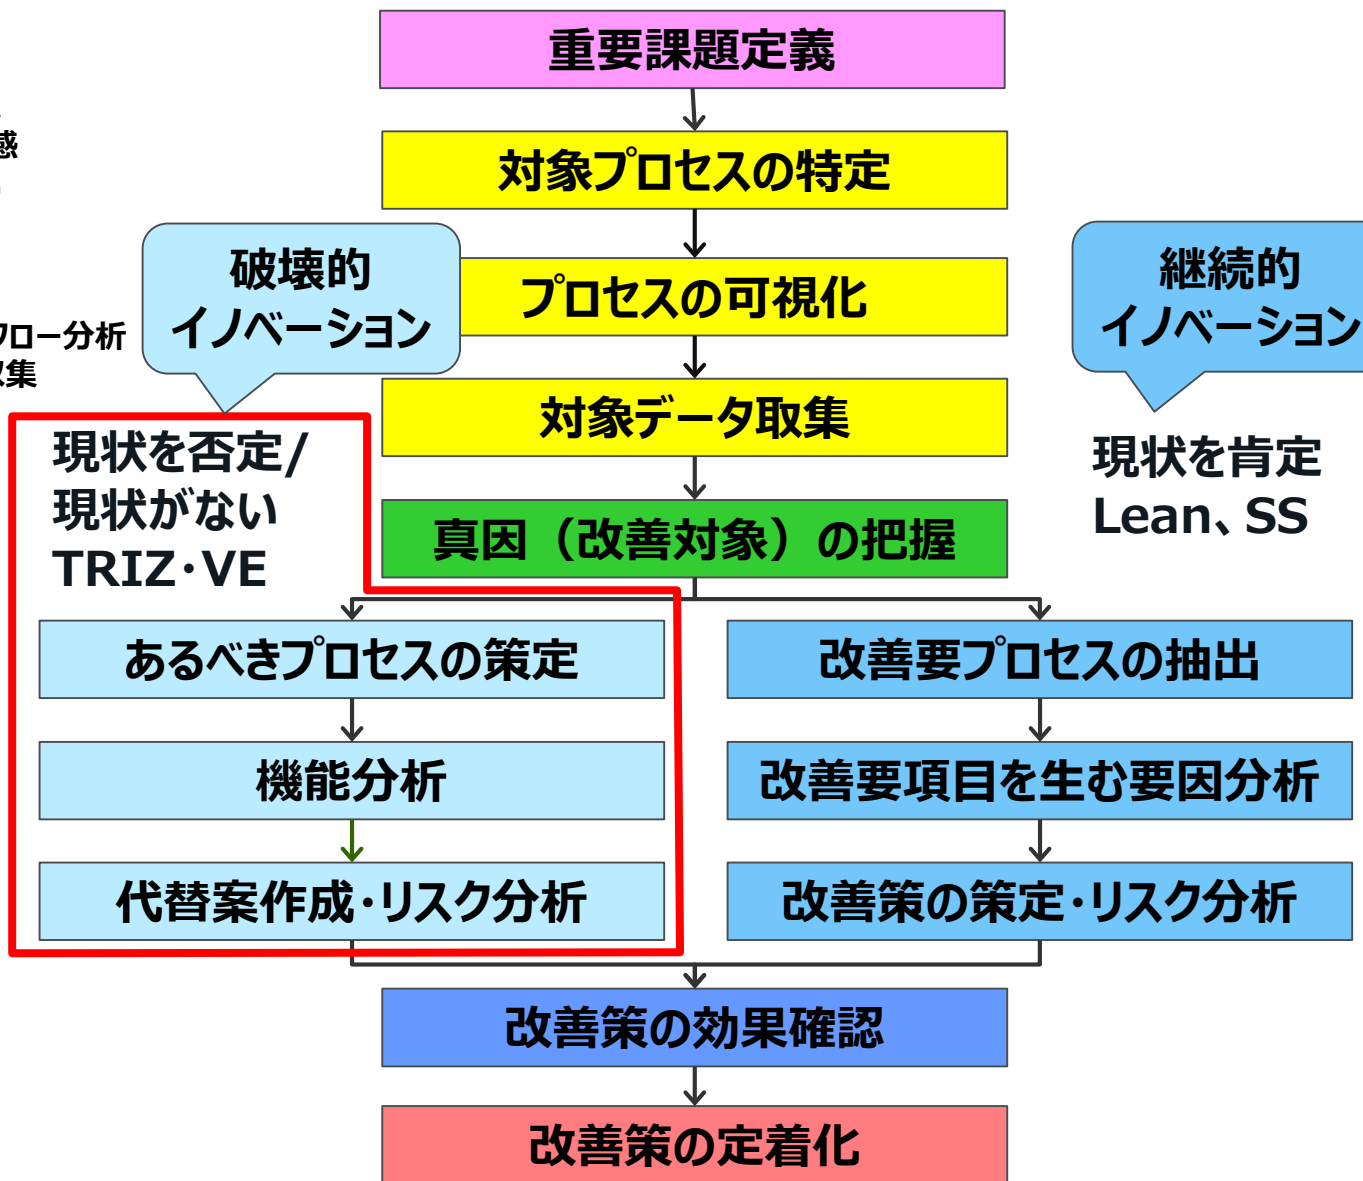 重要課題定義
感
対象プロセスの特定
破壊的
イノベーション
プロセスの可視化
継続的
イノベーション
フロー分析
集
対象データ取集
現状を否定/
現状がない
TRIZ・VE
現状を肯定
Lean、SS
真因（改善対象）の把握
あるべきプロセスの策定
改善要プロセスの抽出
機能分析
改善要項目を生む要因分析
代替案作成・リスク分析
改善策の策定・リスク分析
改善策の効果確認
改善策の定着化